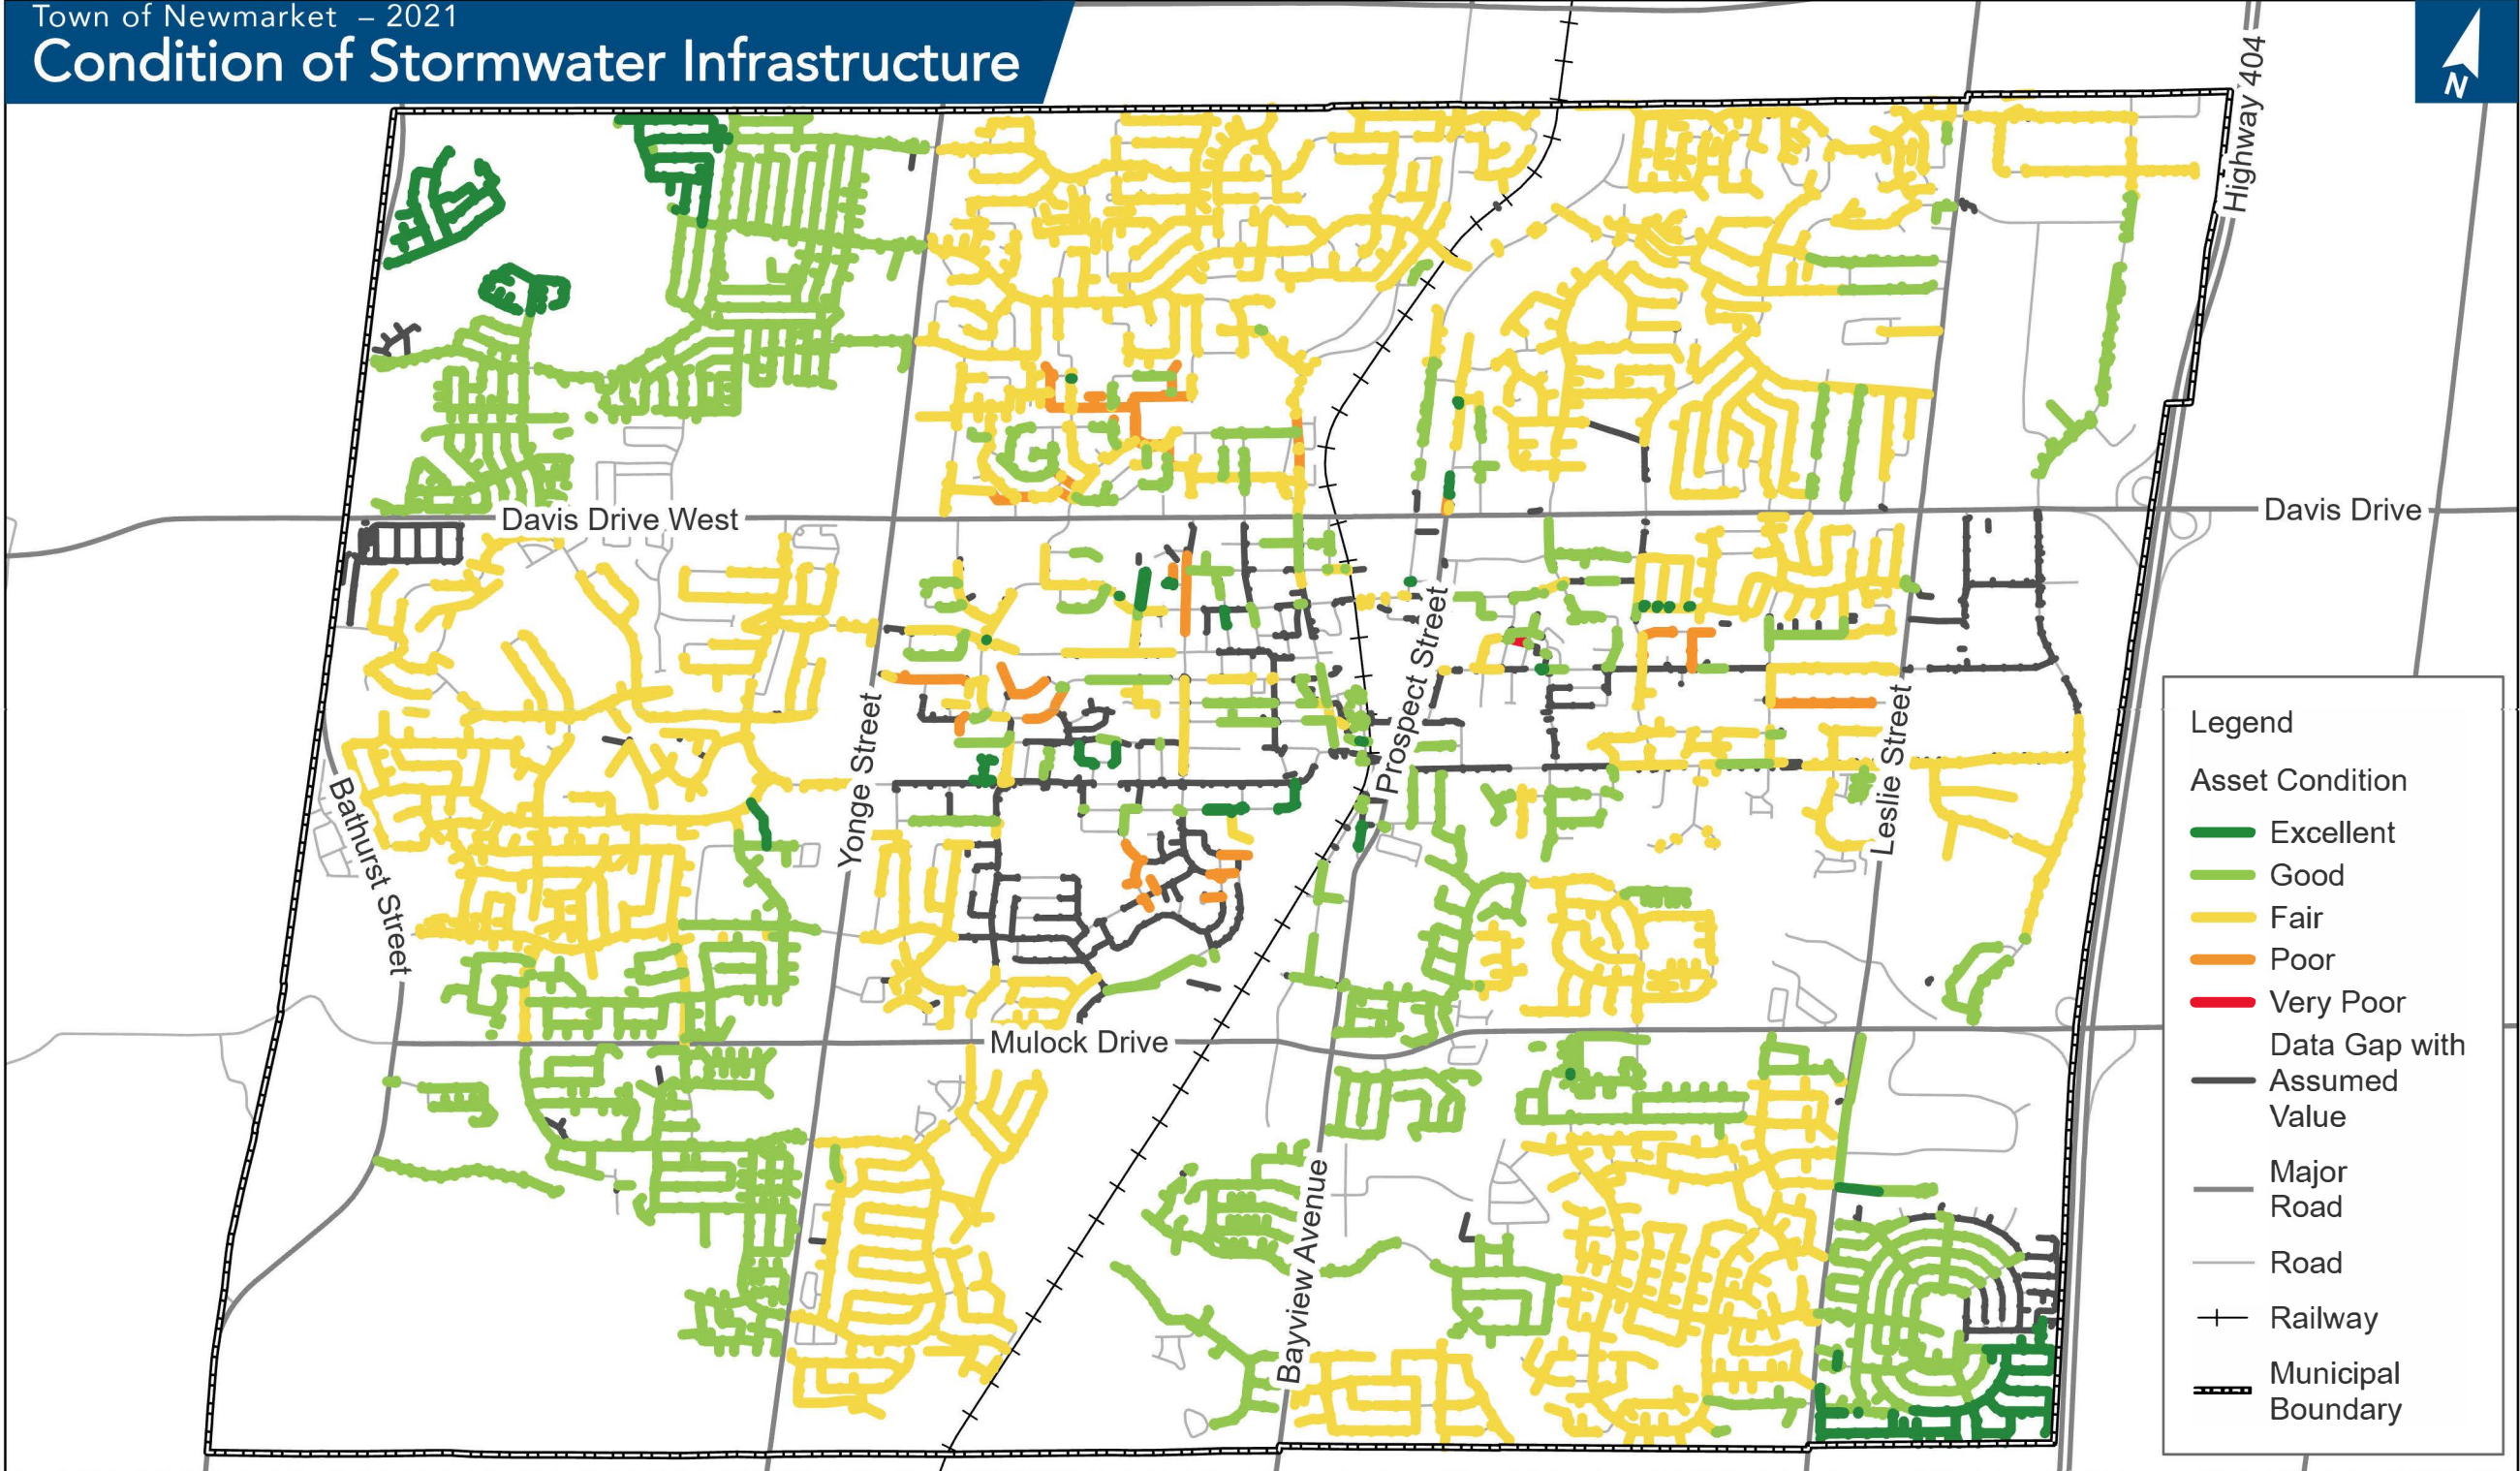 Town of Newmarket – 2021
Condition of Stormwater Infrastructure
N
Highway 404
Davis Drive West
Davis Drive
Prospect Street
Yonge Street
Leslie Street
Bathurst Street
Mulock Drive
Bayview Avenue
Legend
Asset Condition
Excellent
Good
Fair
Poor
Very Poor
Data Gap with
Assumed
Value
Major
Road
Road
Railway
Municipal
Boundary